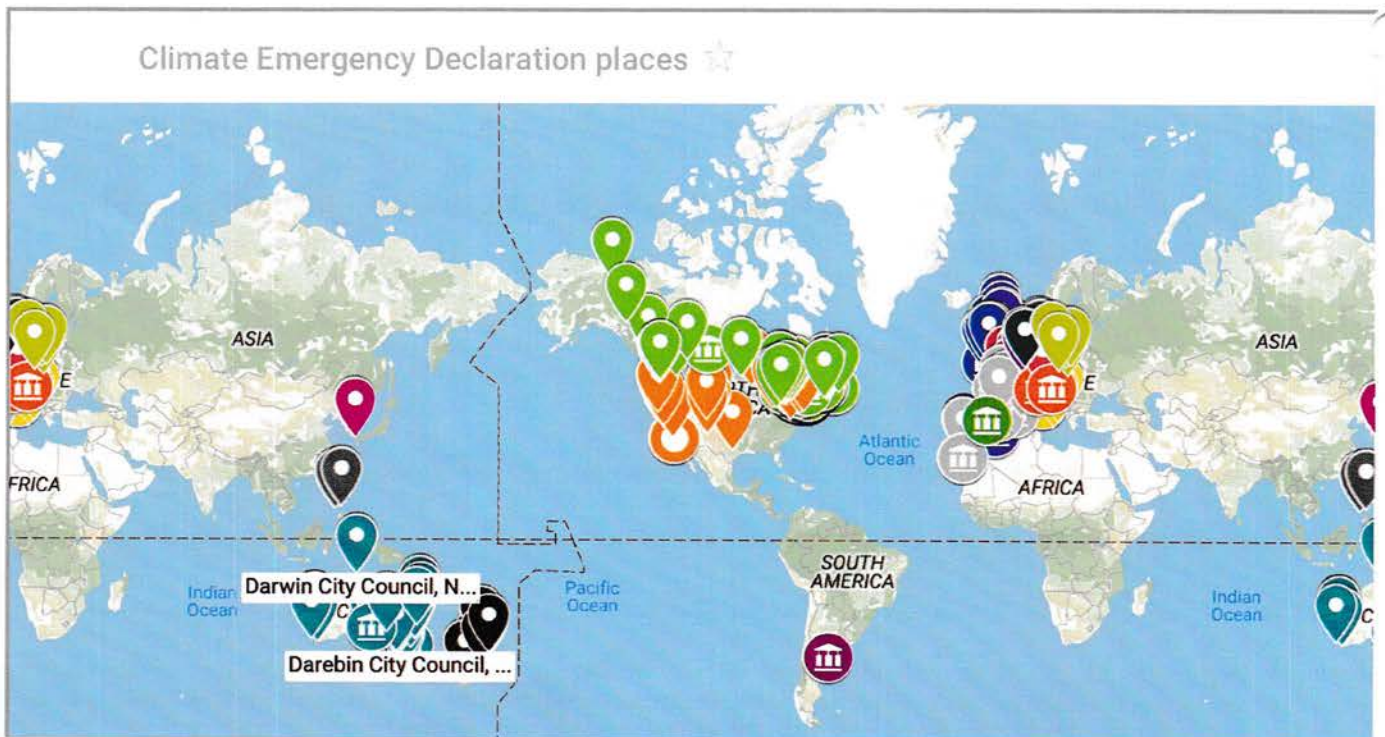 Climate Emergency Declaration places
ASIA
E
FRICA
Indian
Ocean
Darwin City Council, N...
C
Darebin City Council, ...
Pacific
Ocean
Atlantic
Ocean
SOUTH
AMERICA
AFRICA
E
ASIA
Indian
Ocean
C